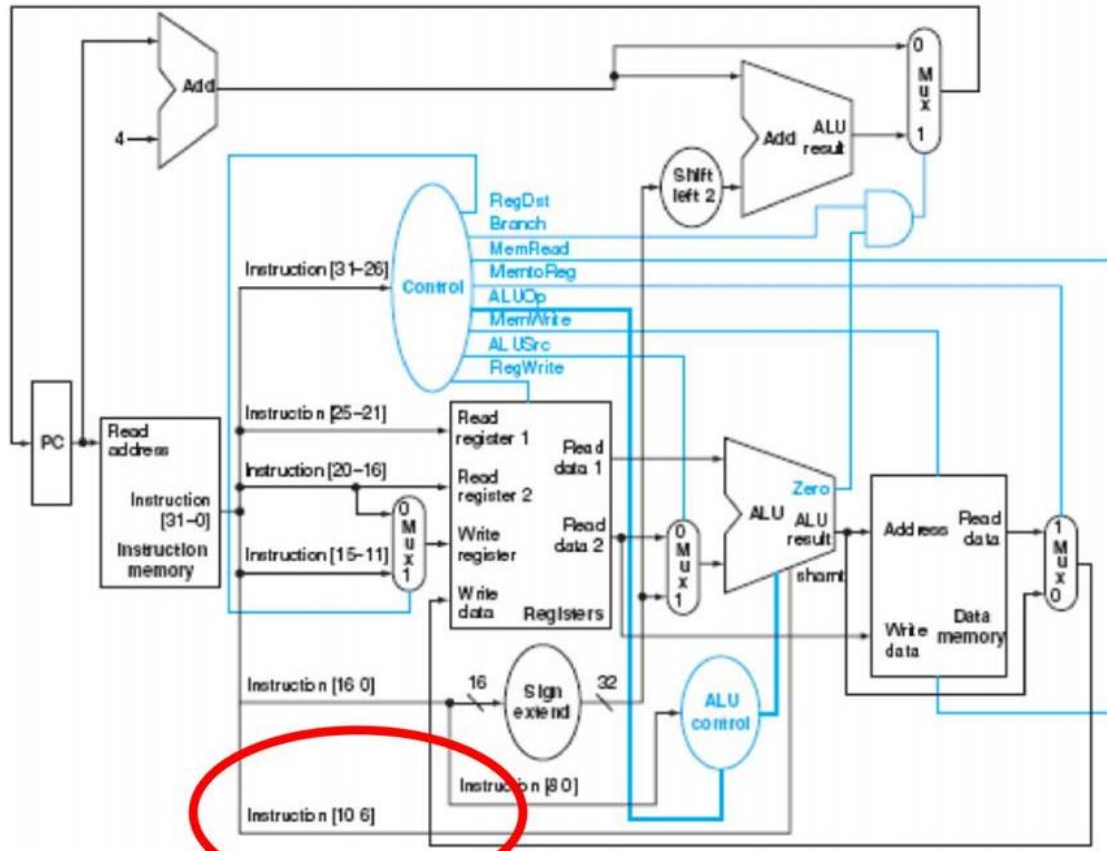 0
Mux
1
Add
4
Add
ALU result
Shift left 2
RegDst
Branch
MemRead
MemtoReg
ALUOp
MemWrite
ALUSrc
RegWrite
Instruction [31–26]
Control
PC
Read address
Instruction [31–0]
Instruction memory
Instruction [25–21]
Instruction [20–16]
Instruction [15–11]
0
Mux
1
Read register 1
Read register 2
Write register
Write data
Read data 1
Read data 2
Registers
0
Mux
1
Zero
ALU
ALU result
shamt
Address
Read data
Write data
Data memory
1
Mux
0
Instruction [16 0]
16
Sign extend
32
ALU control
Instruction [8 0]
Instruction [10 6]